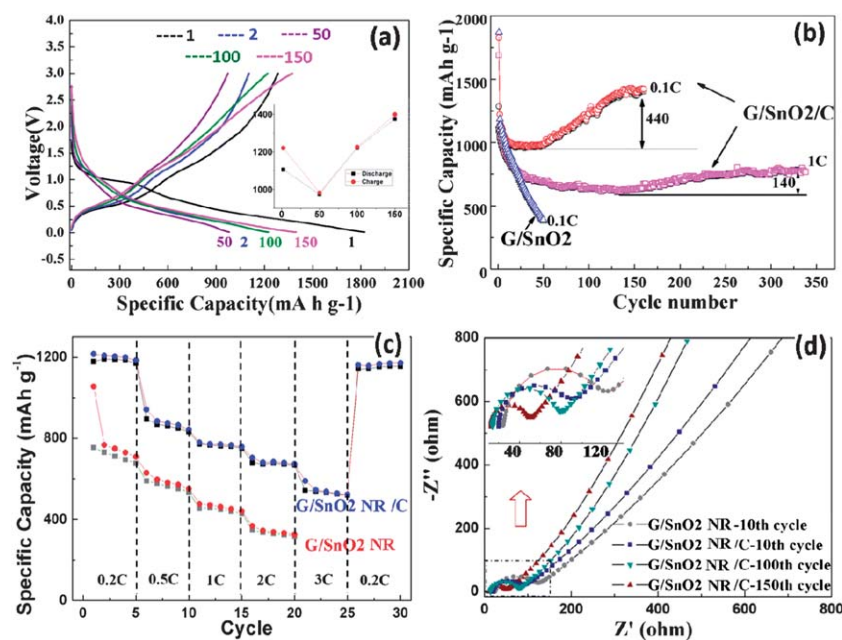 (a)
1 2 50
100 150
4.0
3.5
3.0
2.5
2.0
1.5
1.0
0.5
0.0
-0.5
Voltage(V)
1400
1200
1000
Discharge
Charge
0 50 100 150
50 2 100 150 1
0 300 600 900 1200 1500 1800 2100
Specific Capacity(mA h g-1)
(b)
2000
1750
1500
1250
1000
750
500
250
0
Specific Capacity (mAh g-1)
0.1C
440
G/SnO2/C
1C
140
0.1C
G/SnO2
0 50 100 150 200 250 300 350
Cycle number
(c)
1200
800
400
0
Specific Capacity (mAh g-1)
G/SnO2 NR /C
G/SnO2 NR
0.2C 0.5C 1C 2C 3C 0.2C
0 5 10 15 20 25 30
Cycle
(d)
-800
-600
-400
-200
0
-Z'' (ohm)
40 80 120
G/SnO2 NR-10th cycle
G/SnO2 NR/C-10th cycle
G/SnO2 NR/C-100th cycle
G/SnO2 NR/C-150th cycle
0 200 400 600 800
Z' (ohm)